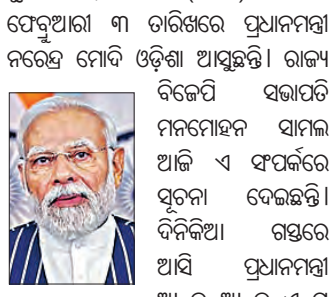 ଫେବୃଆରୀ ୩ ତାରିଖରେ ପ୍ରଧାନମନ୍ତ୍ରୀ
ନରେନ୍ଦ୍ର ମୋଦି ଓଡ଼ିଶା ଆସୁଛନ୍ତି। ରାଜ୍ୟ
ବିଜେପି ସଭାପତି
ମନମୋହନ ସାମଲ
ଆଜି ଏ ସଂପର୍କରେ
ସୂଚନା ଦେଇଛନ୍ତି।
ଦିନିକିଆ ଗସ୍ତରେ
ଆସି ପ୍ରଧାନମନ୍ତ୍ରୀ